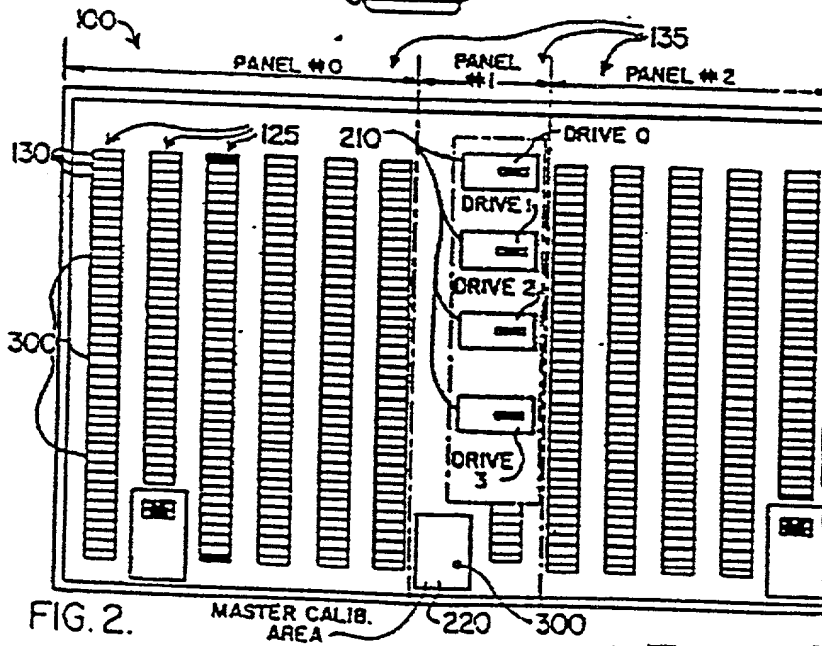 100
135
PANEL #0
PANEL #1
PANEL #2
130
125
210
DRIVE 0
DRIVE 1
DRIVE 2
300
DRIVE 3
FIG. 2.
MASTER CALIB. AREA
220
300